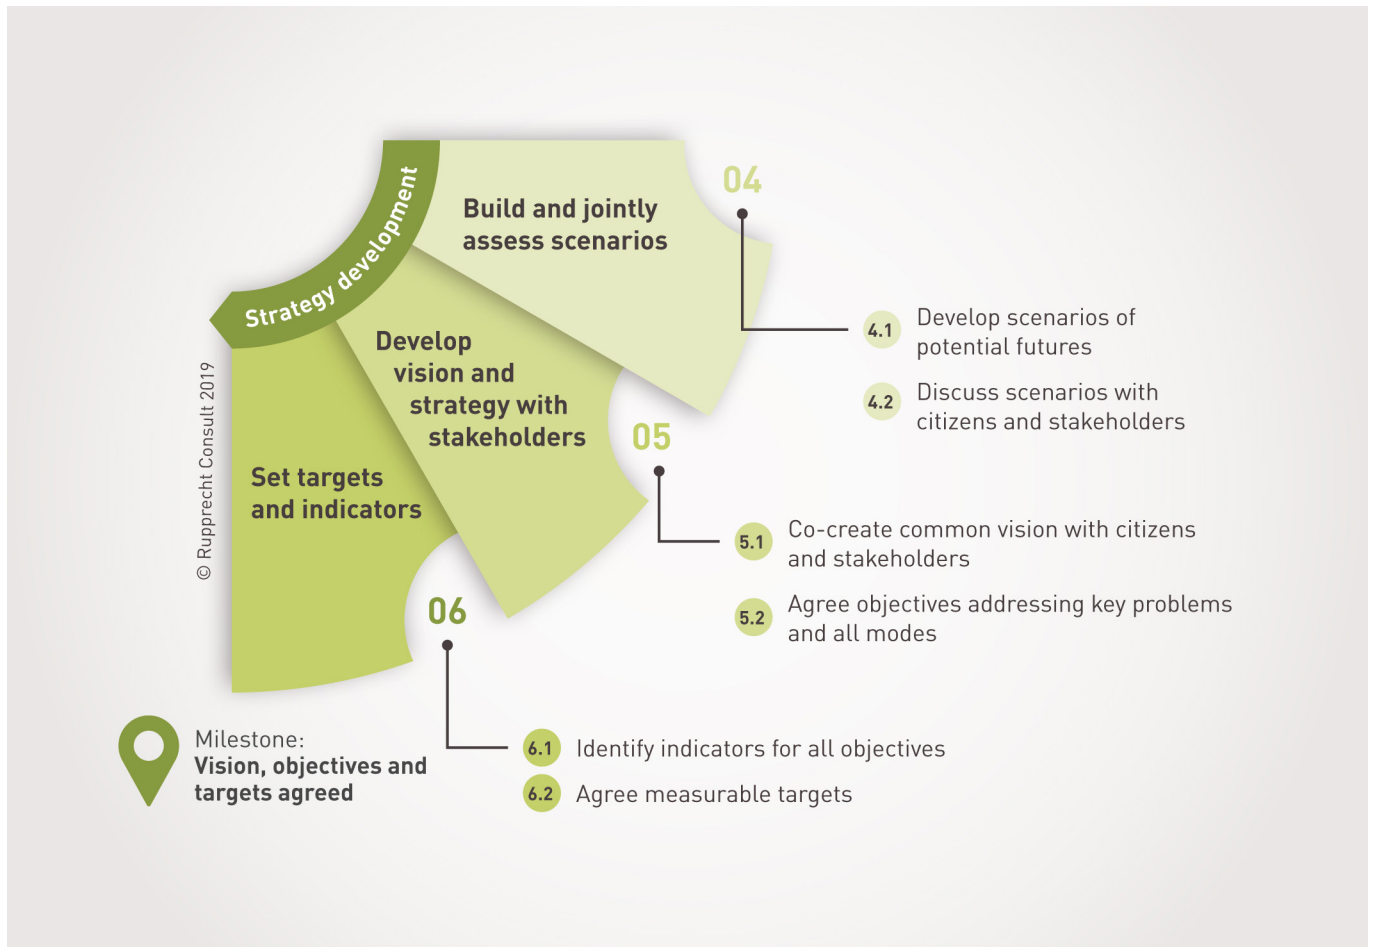 Strategy development
Build and jointly
assess scenarios
04
4.1
Develop scenarios of
potential futures
4.2
Discuss scenarios with
citizens and stakeholders
Develop
vision and
strategy with
stakeholders
05
5.1
Co-create common vision with citizens
and stakeholders
5.2
Agree objectives addressing key problems
and all modes
Set targets
and indicators
06
6.1
Identify indicators for all objectives
6.2
Agree measurable targets
Milestone:
Vision, objectives and
targets agreed
© Rupprecht Consult 2019